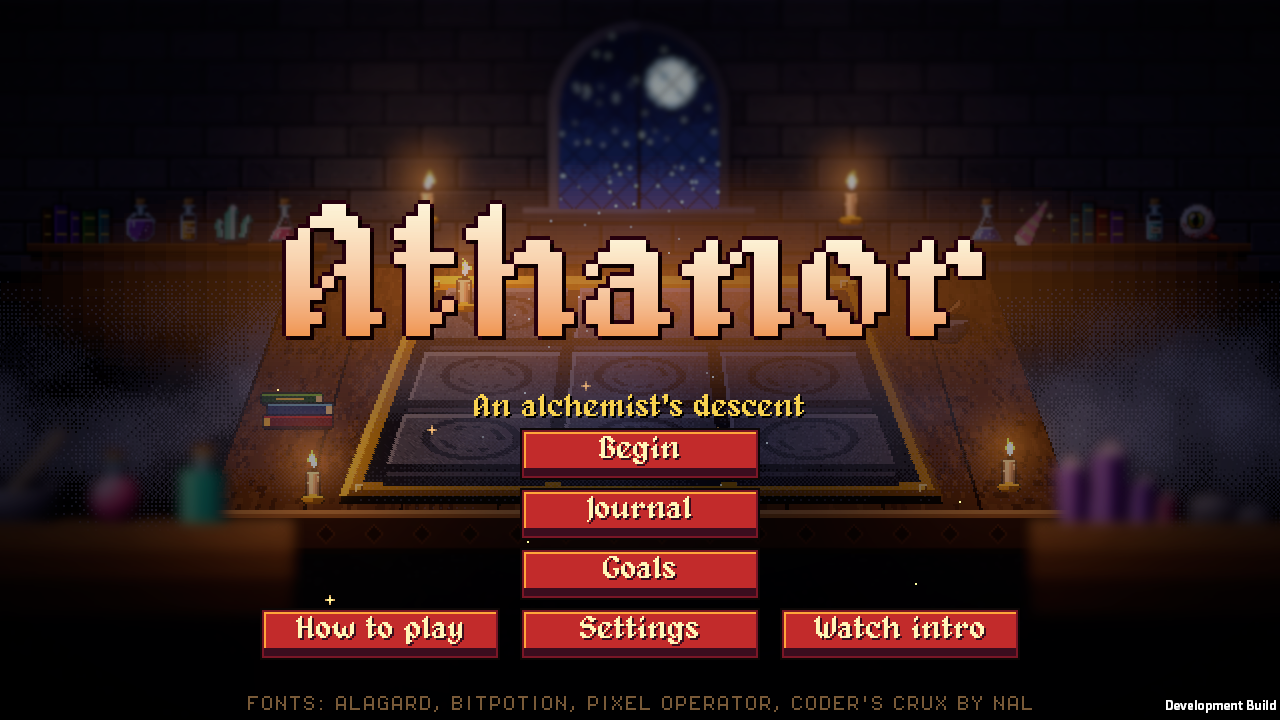 Athanor
An alchemist's descent
Begin
Journal
Goals
How to play
Settings
Watch intro
FONTS: ALAGARD, BITPOTION, PIXEL OPERATOR, CODER'S CRUX BY NAL
Development Build